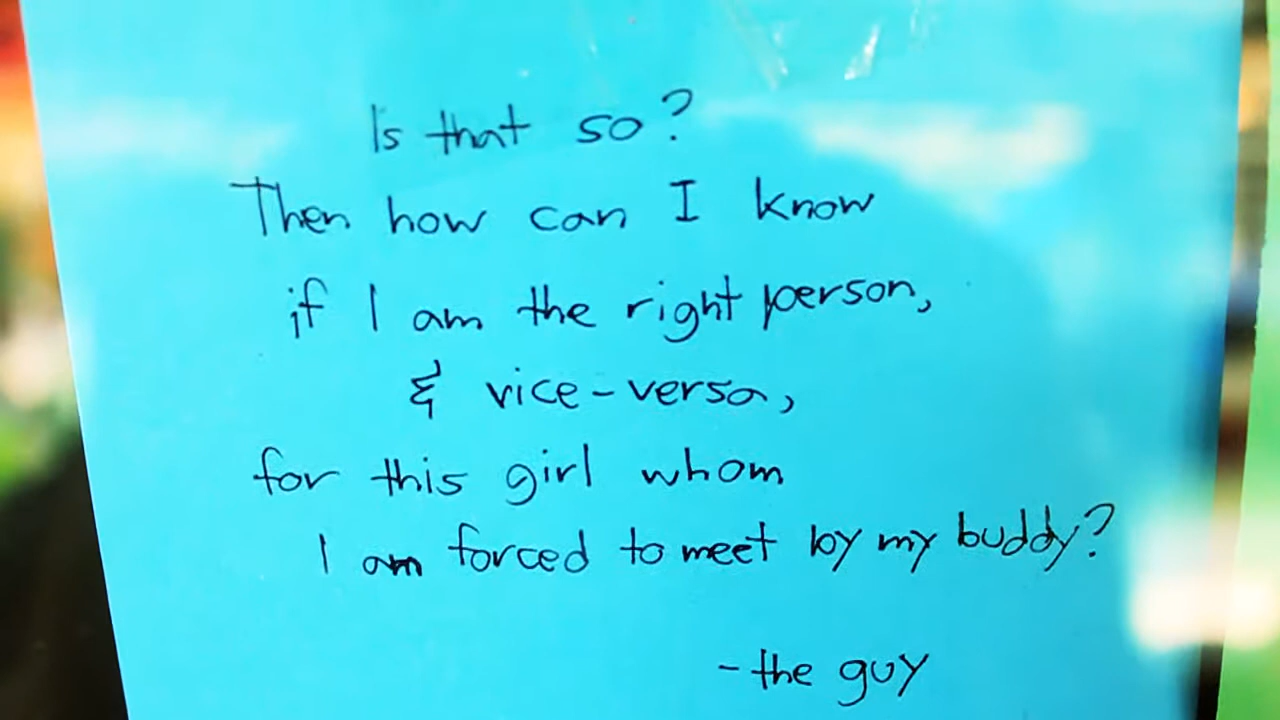 Is that so?
Then how can I know
if I am the right person,
& vice-versa,
for this girl whom
I am forced to meet by my buddy?
- the guy